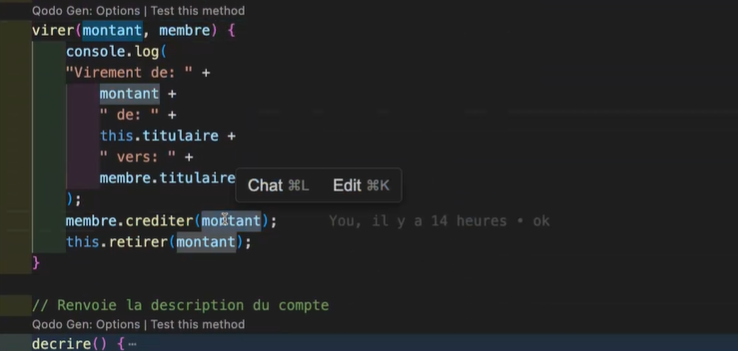 Qodo Gen: Options | Test this method
virer(montant, membre) {
console.log(
"Virement de: " +
montant +
" de: " +
this.titulaire +
" vers: " +
membre.titulaire
Chat ⌘L Edit ⌘K
);
membre.crediter(montant); You, il y a 14 heures • ok
this.retirer(montant);
}
// Renvoie la description du compte
Qodo Gen: Options | Test this method
decrire() { ⋯